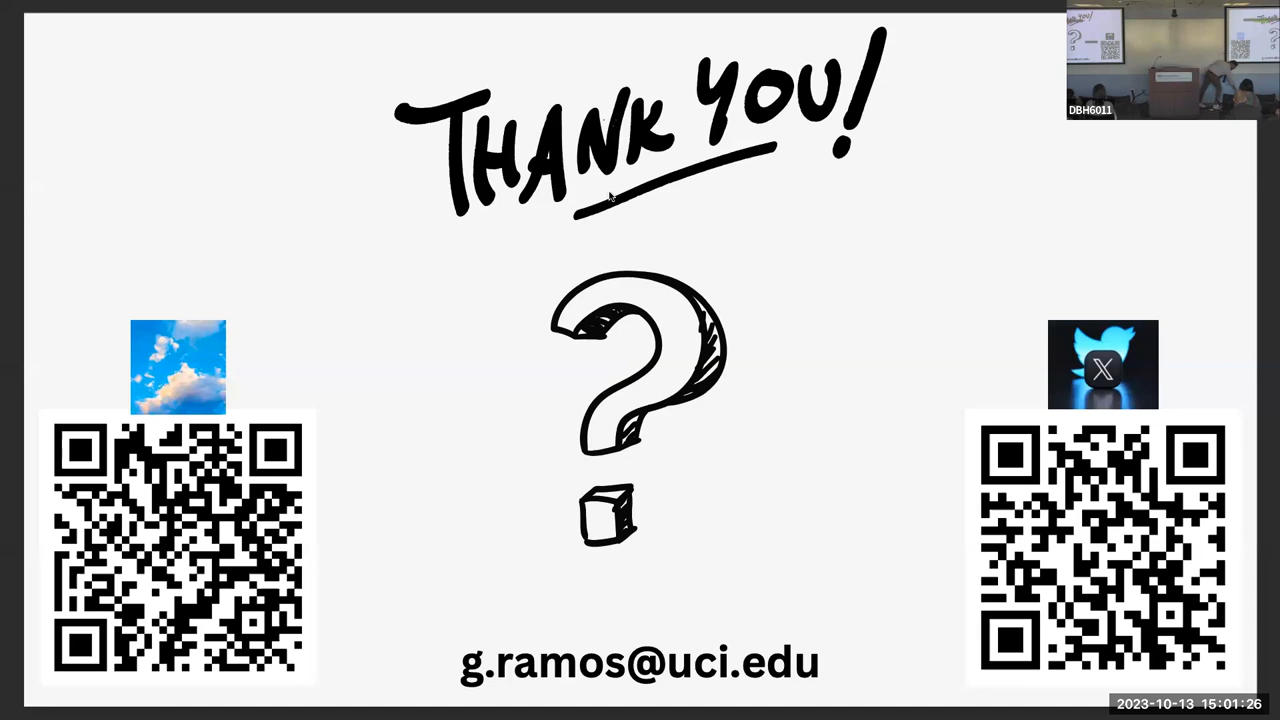 THANK YOU!
?
DBH6011
X
g.ramos@uci.edu
2023-10-13 15:01:26